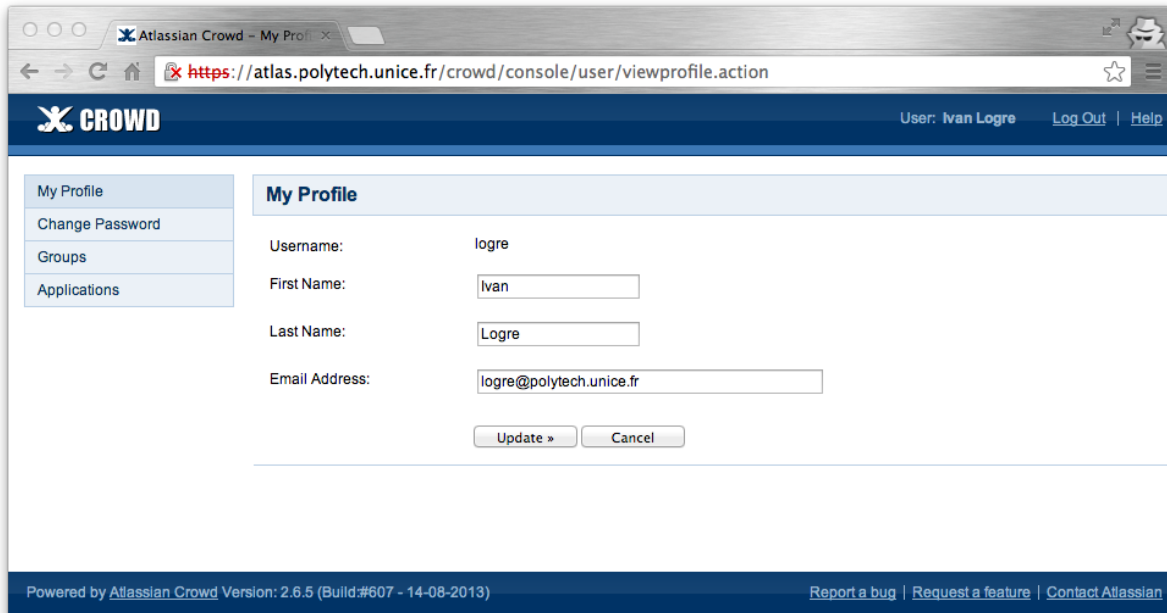 Atlassian Crowd – My Prof
https://atlas.polytech.unice.fr/crowd/console/user/viewprofile.action
CROWD
User: Ivan Logre Log Out | Help
My Profile
Change Password
Groups
Applications
My Profile
Username: logre
First Name: Ivan
Last Name: Logre
Email Address: logre@polytech.unice.fr
Update » Cancel
Powered by Atlassian Crowd Version: 2.6.5 (Build:#607 - 14-08-2013) Report a bug | Request a feature | Contact Atlassian